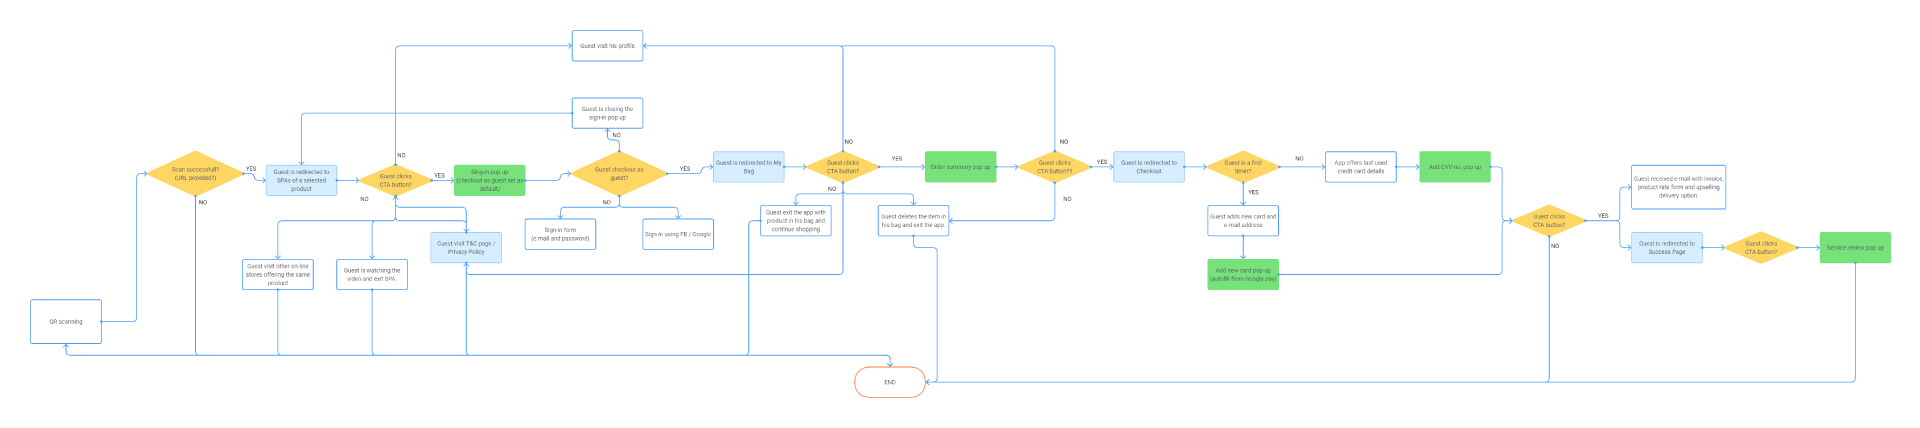 Guest visit his profile
Guest is closing the
sign-in pop up
NO
NO
NO
NO
Scan successfull?
(URL provided?)
YES
Guest is redirected to
SPAs of a selected
product
Guest clicks
CTA button?
YES
Sing-in pop up
(checkout as guest set as
default)
Guest checkout as
guest?
YES
Guest is redirected to My
Bag
Guest clicks
CTA button?
YES
Order summary pop up
Guest clicks
CTA button?1
YES
Guest is redirected to
Checkout
Guest is a first
timer?
NO
App offers last used
credit card details
Add CVV no. pop up
NO
NO
NO
NO
NO
YES
Sign-in form
(e-mail and password)
Sign-in using FB / Google
Guest exit the app with
product in his bag and
continue shopping
Guest deletes the item in
his bag and exit the app.
Guest adds new card and
e-mail address
Guest clicks
CTA button?
YES
Guest received e-mail with invoice,
product rate form and upselling
delivery option
Guest visit T&C page /
Privacy Policy
NO
Guest is redirected to
Success Page
Guest clicks
CTA button?
Service review pop up
Guest visit other on-line
stores offering the same
product
Guest is watching the
video and exit SPA.
Add new card pop-up
(autofill from Google pay)
QR scanning
END